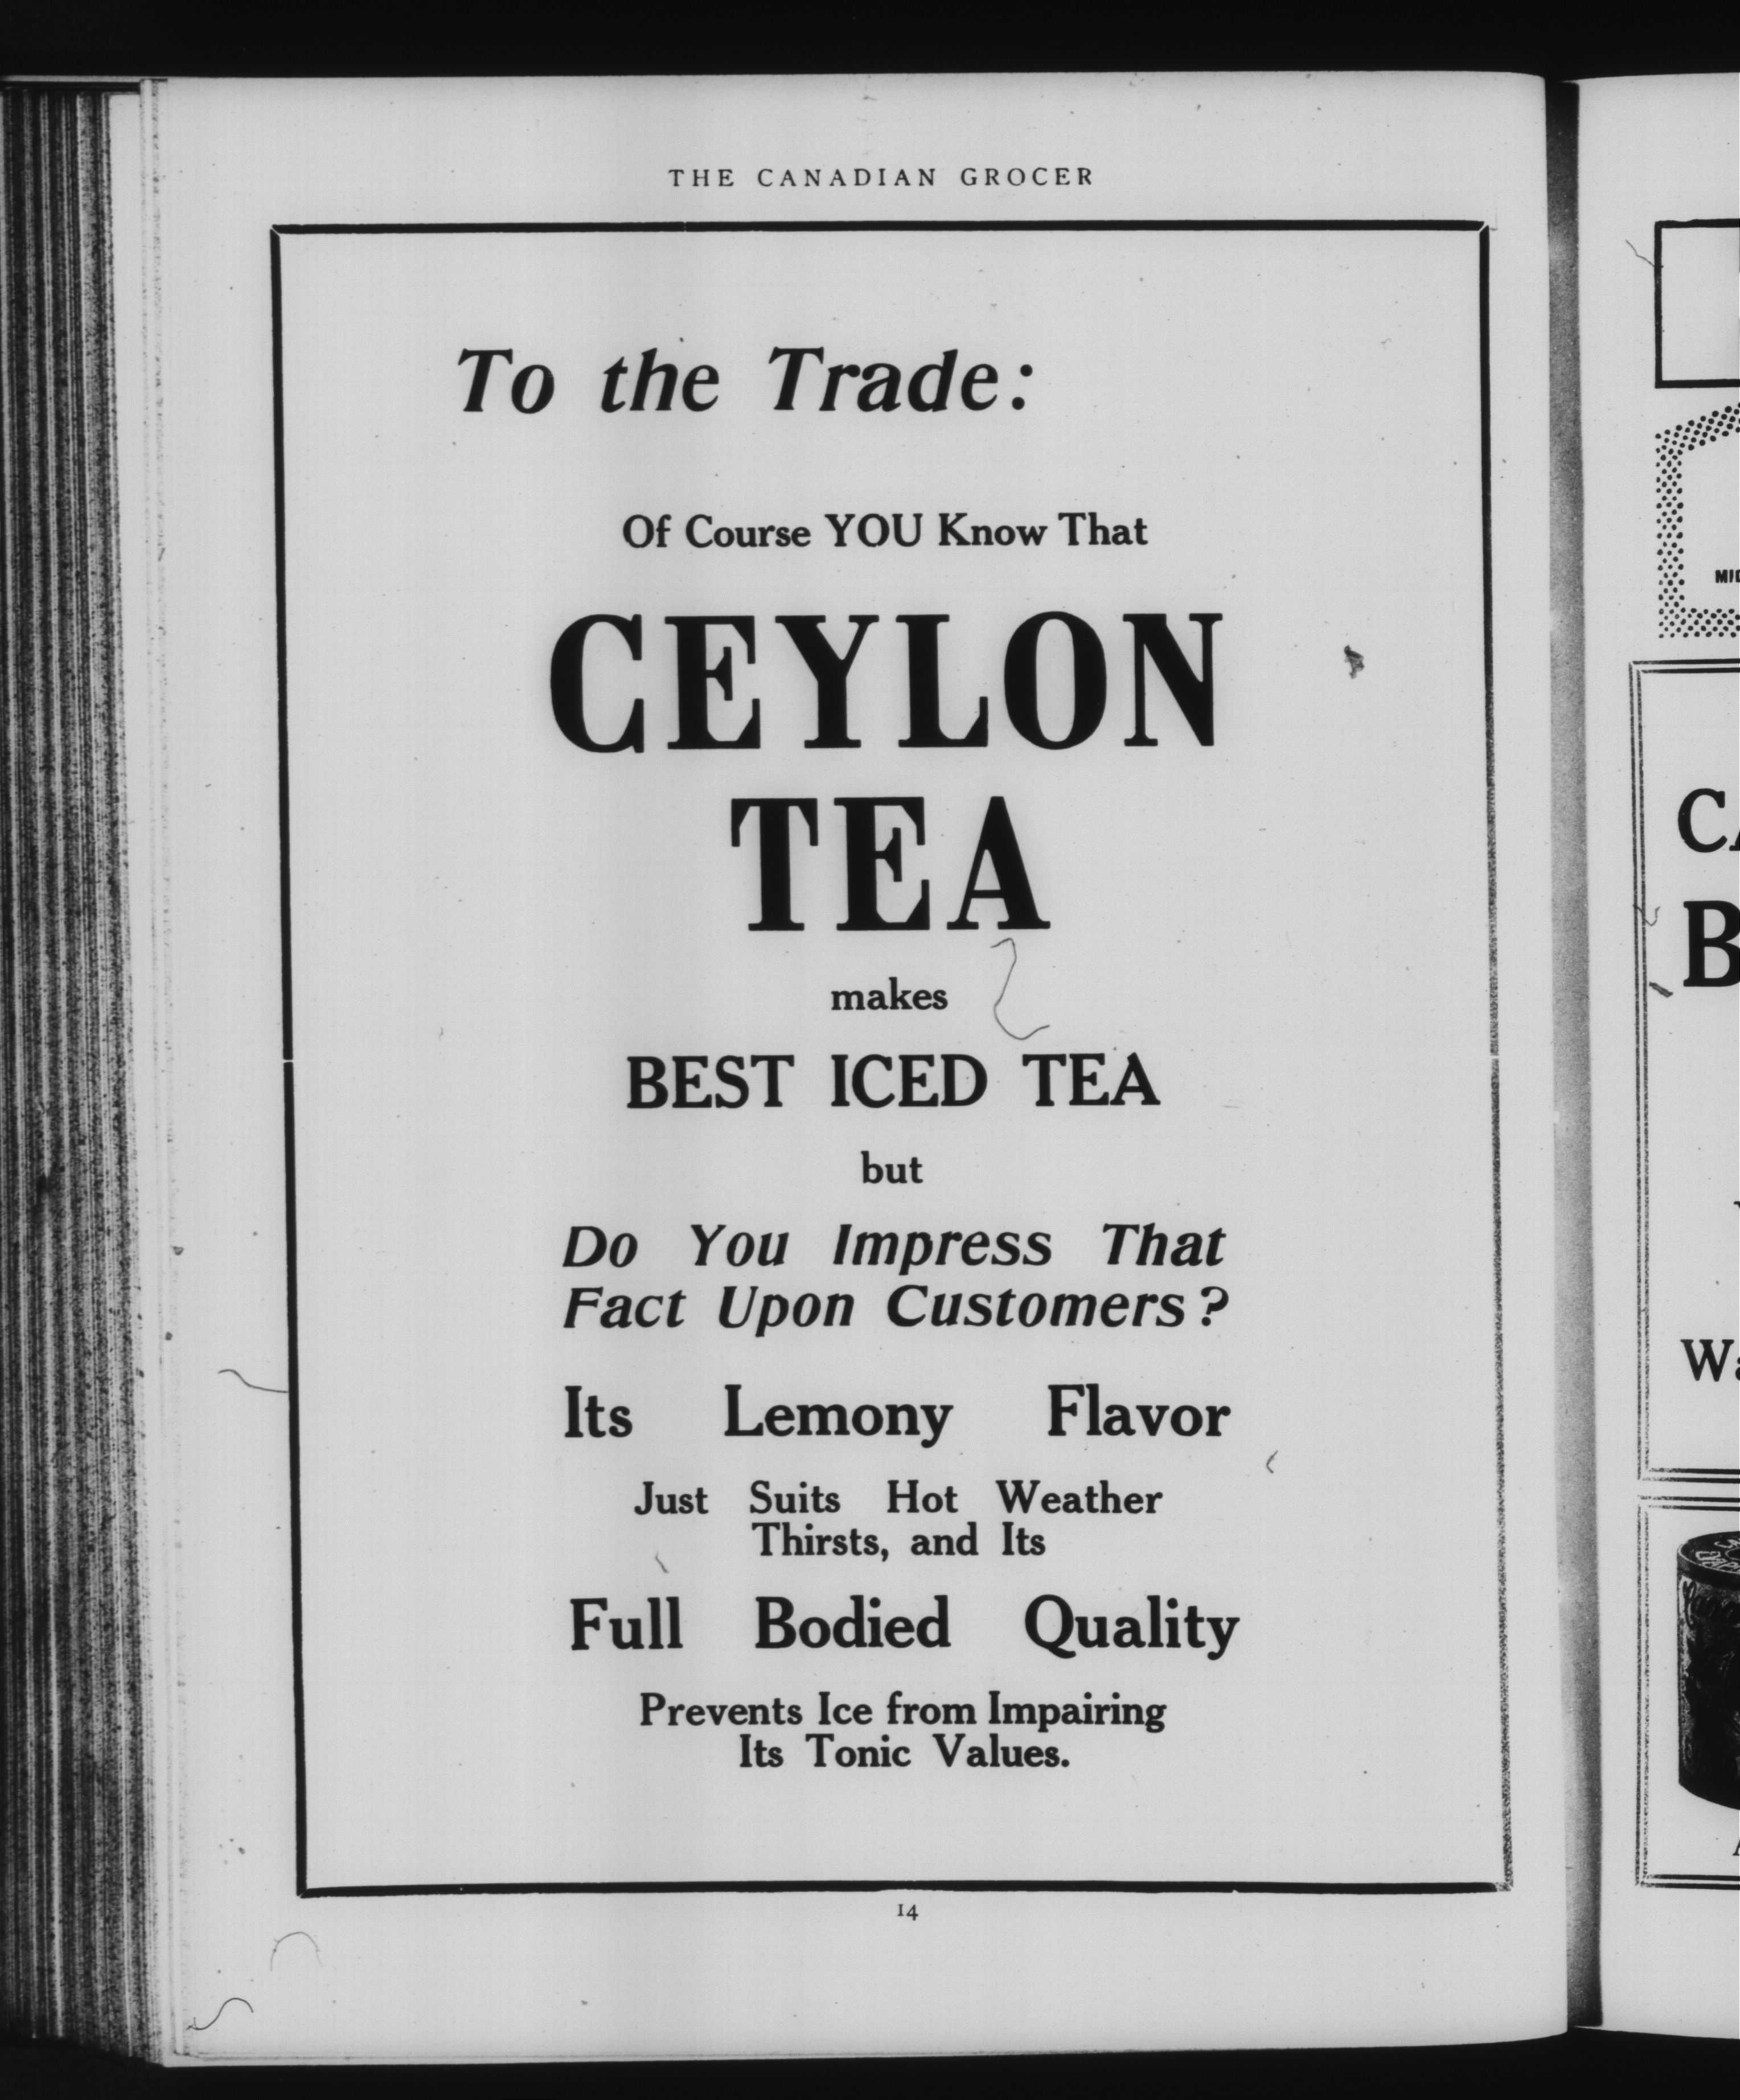 THE CANADIAN GROCER
To the Trade:
Of Course YOU Know That
CEYLON
TEA
makes
BEST ICED TEA
but
Do You Impress That
Fact Upon Customers?
Its Lemony Flavor
Just Suits Hot Weather
Thirsts, and Its
Full Bodied Quality
Prevents Ice from Impairing
Its Tonic Values.
14